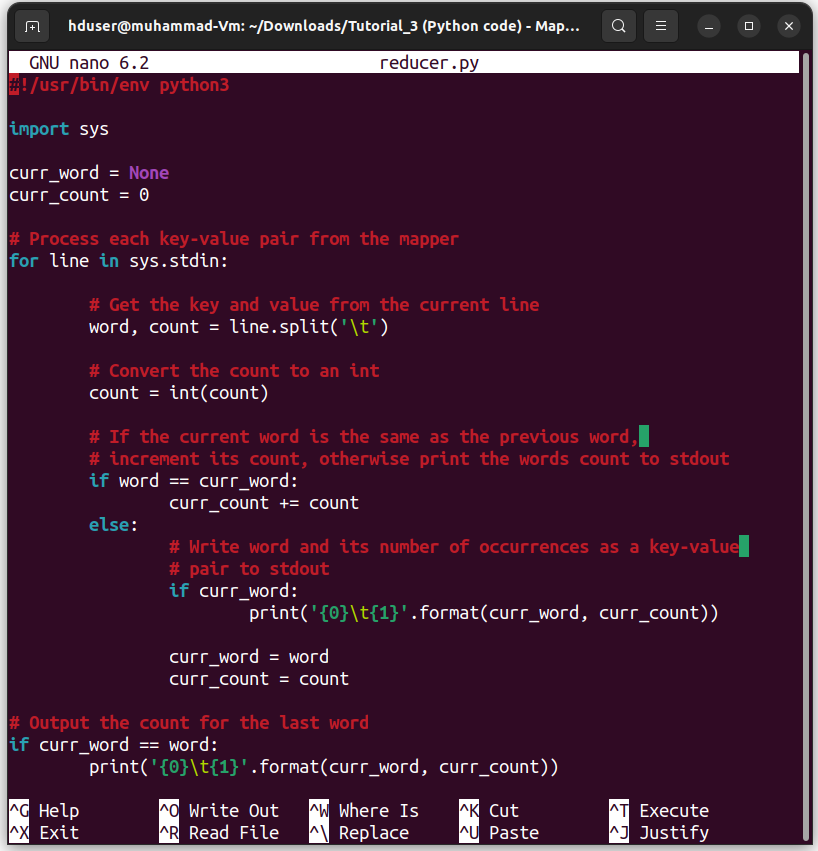 hduser@muhammad-Vm: ~/Downloads/Tutorial_3 (Python code) - Map...
GNU nano 6.2 reducer.py
#!/usr/bin/env python3

import sys

curr_word = None
curr_count = 0

# Process each key-value pair from the mapper
for line in sys.stdin:

        # Get the key and value from the current line
        word, count = line.split('\t')

        # Convert the count to an int
        count = int(count)

        # If the current word is the same as the previous word,
        # increment its count, otherwise print the words count to stdout
        if word == curr_word:
                curr_count += count
        else:
                # Write word and its number of occurrences as a key-value
                # pair to stdout
                if curr_word:
                        print('{0}\t{1}'.format(curr_word, curr_count))

                curr_word = word
                curr_count = count

# Output the count for the last word
if curr_word == word:
        print('{0}\t{1}'.format(curr_word, curr_count))

^G Help ^O Write Out ^W Where Is ^K Cut ^T Execute
^X Exit ^R Read File ^\ Replace ^U Paste ^J Justify